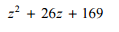 z² + 26z + 169